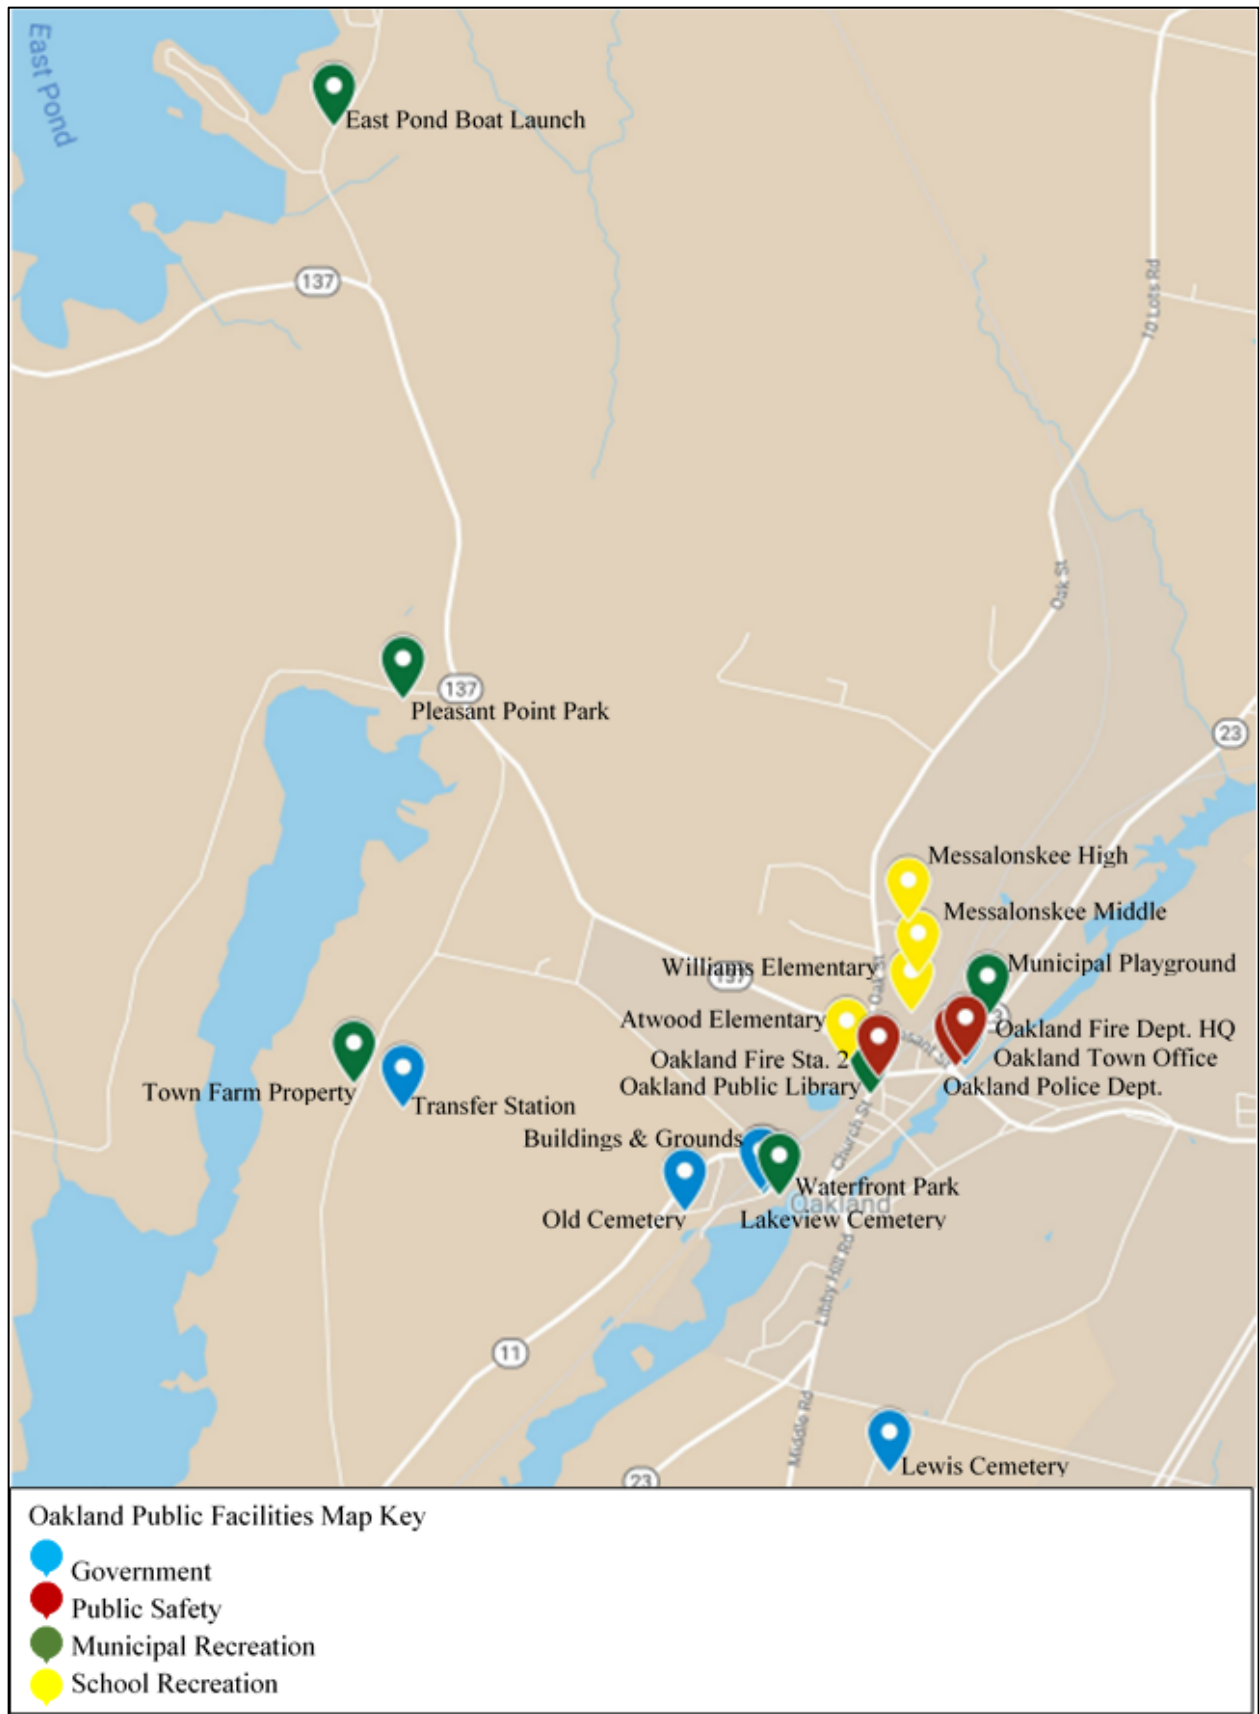 East Pond
East Pond Boat Launch
137
10 Lots Rd
Oak St
137
Pleasant Point Park
23
Messalonskee High
Messalonskee Middle
Williams Elementary
Municipal Playground
137
Oak St
Atwood Elementary
Oakland Fire Dept. HQ
Oakland Fire Sta. 2
Oakland Town Office
Oakland Public Library
Oakland Police Dept.
Town Farm Property
Transfer Station
Church St
Buildings & Grounds
Waterfront Park
Oakland
Old Cemetery
Lakeview Cemetery
Libby Hill Rd
11
Middle Rd
Lewis Cemetery
23
Oakland Public Facilities Map Key
Government
Public Safety
Municipal Recreation
School Recreation